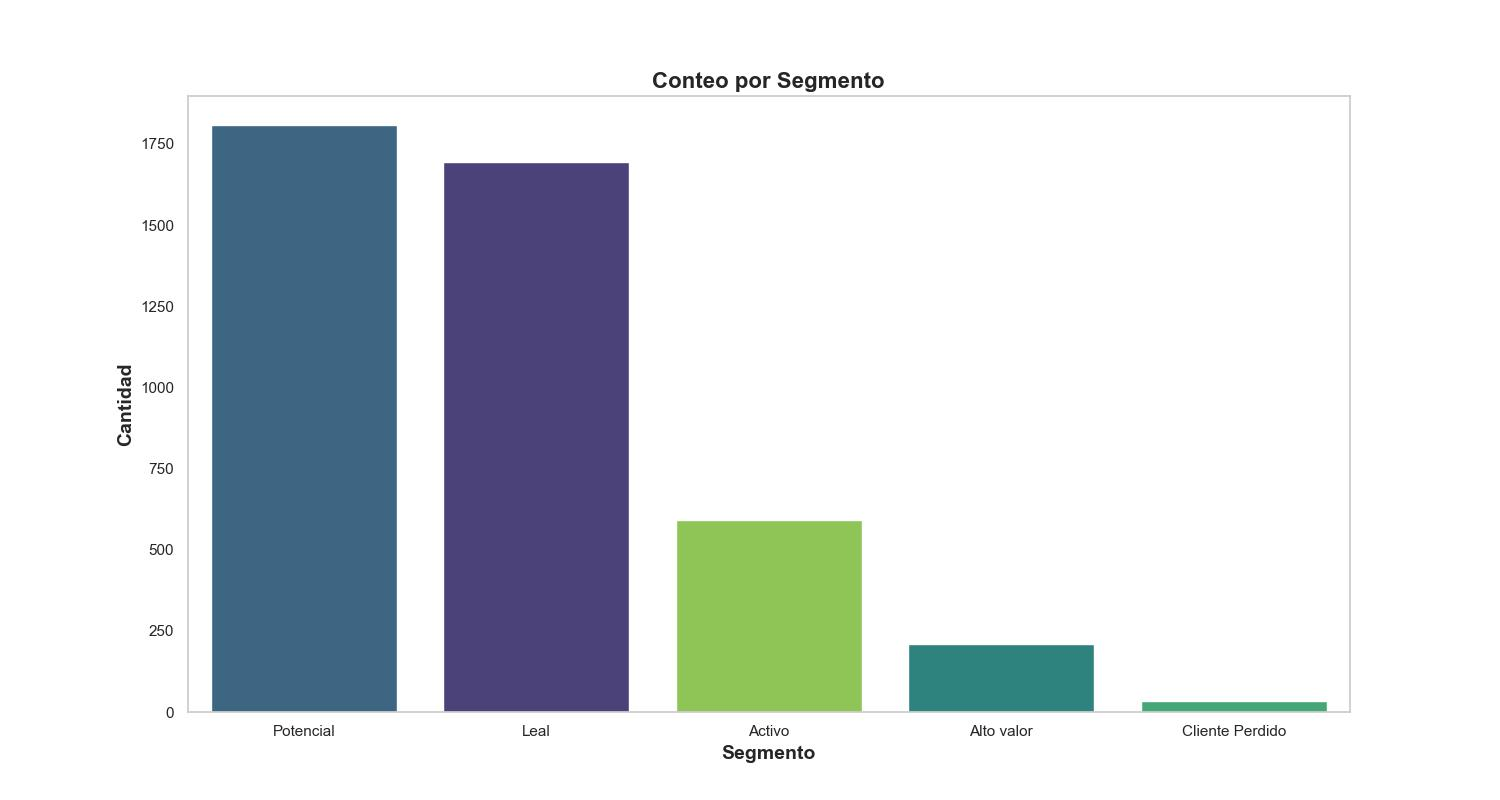 Conteo por Segmento
1750
1500
1250
1000
750
500
250
0
Cantidad
Potencial Leal Activo Alto valor Cliente Perdido
Segmento